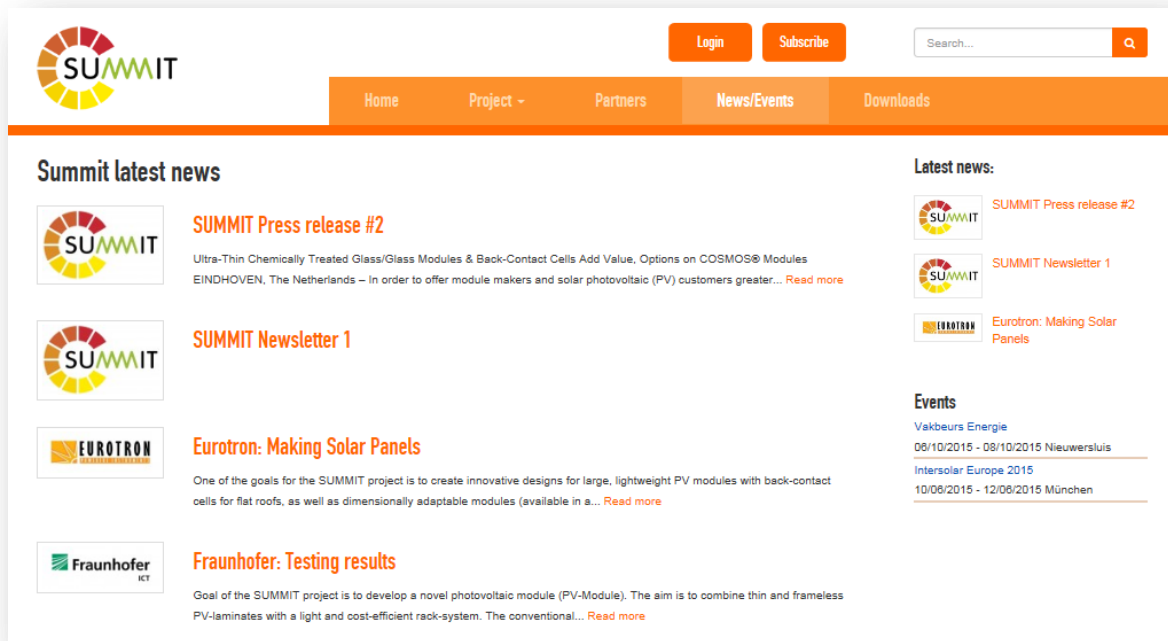 SUMMIT
Login
Subscribe
Search...
Home
Project
Partners
News/Events
Downloads
Summit latest news
SUMMIT
SUMMIT Press release #2
Ultra-Thin Chemically Treated Glass/Glass Modules & Back-Contact Cells Add Value, Options on COSMOS® Modules
EINDHOVEN, The Netherlands – In order to offer module makers and solar photovoltaic (PV) customers greater... Read more
SUMMIT
SUMMIT Newsletter 1
EUROTRON
Eurotron: Making Solar Panels
One of the goals for the SUMMIT project is to create innovative designs for large, lightweight PV modules with back-contact
cells for flat roofs, as well as dimensionally adaptable modules (available in a... Read more
Fraunhofer
ICT
Fraunhofer: Testing results
Goal of the SUMMIT project is to develop a novel photovoltaic module (PV-Module). The aim is to combine thin and frameless
PV-laminates with a light and cost-efficient rack-system. The conventional... Read more
Latest news:
SUMMIT
SUMMIT Press release #2
SUMMIT
SUMMIT Newsletter 1
EUROTRON
Eurotron: Making Solar
Panels
Events
Vakbeurs Energie
06/10/2015 - 08/10/2015 Nieuwersluis
Intersolar Europe 2015
10/06/2015 - 12/06/2015 München